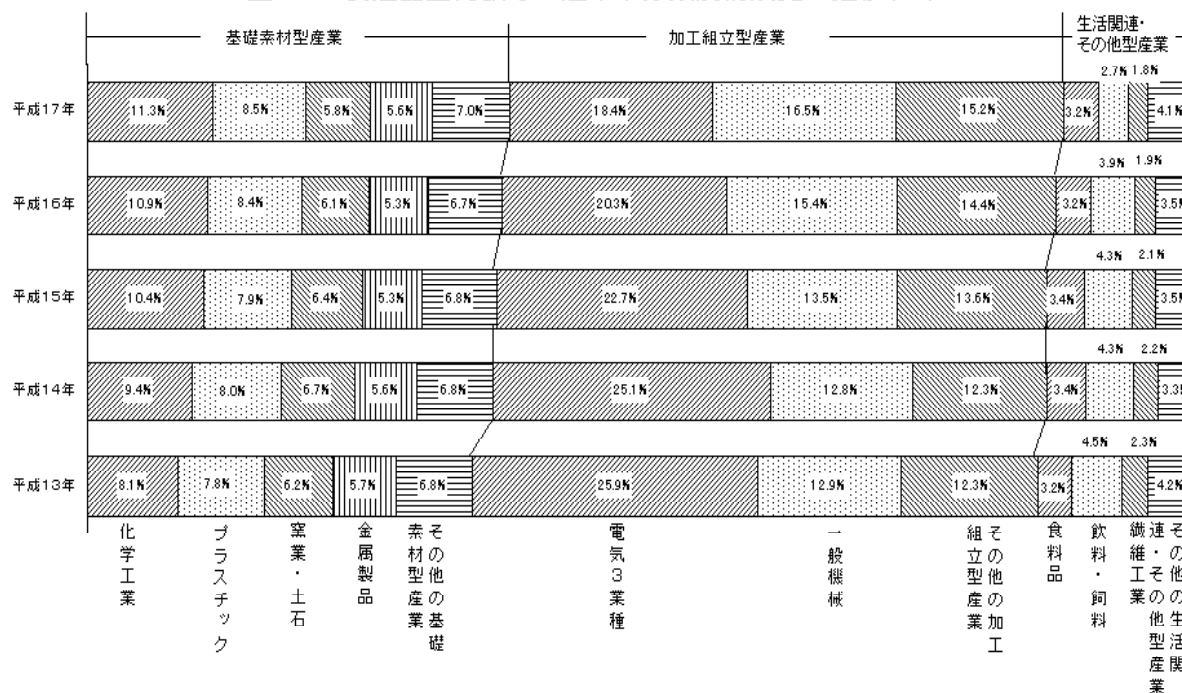 基礎素材型産業
加工組立型産業
生活関連・
その他型産業
2.7% 1.8%
平成17年 11.3% 8.5% 5.8% 5.6% 7.0% 18.4% 16.5% 15.2% 3.2% 4.1%
3.9% 1.9%
平成16年 10.9% 8.4% 6.1% 5.3% 6.7% 20.3% 15.4% 14.4% 3.2% 3.5%
4.3% 2.1%
平成15年 10.4% 7.9% 6.4% 5.3% 6.8% 22.7% 13.5% 13.6% 3.4% 3.5%
4.3% 2.2%
平成14年 9.4% 8.0% 6.7% 5.6% 6.8% 25.1% 12.8% 12.3% 3.4% 3.3%
4.5% 2.3%
平成13年 8.1% 7.8% 6.2% 5.7% 6.8% 25.9% 12.9% 12.3% 3.2% 4.2%
化学工業
プラスチック
窯業・土石
金属製品
その他の基礎
素材型産業
電気3業種
一般機械
その他の加工
組立型産業
食料品
飲料・飼料
繊維工業
その他の生活関
連・その他型産業